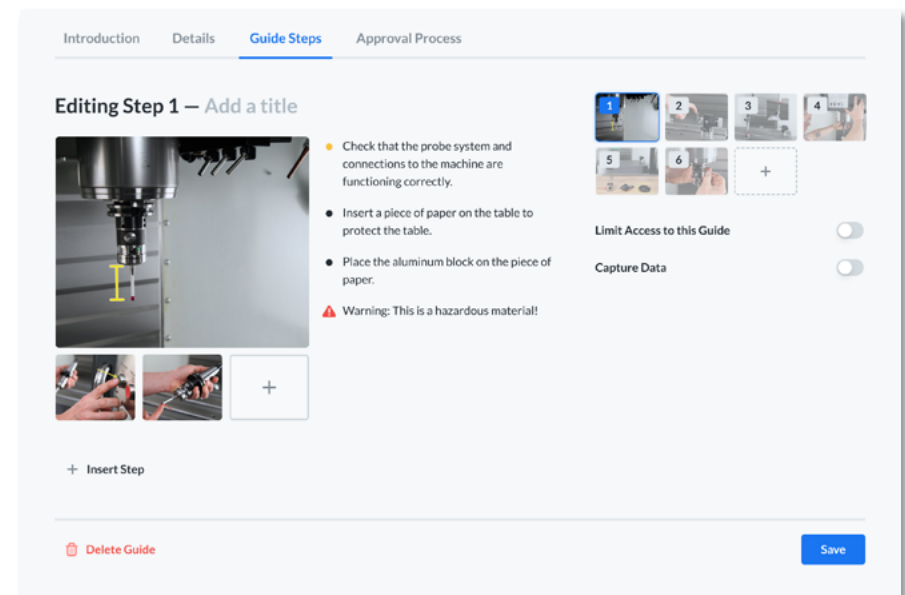 Introduction Details Guide Steps Approval Process
Editing Step 1 — Add a title
Check that the probe system and
connections to the machine are
functioning correctly.
Insert a piece of paper on the table to
protect the table.
Place the aluminum block on the piece of
paper.
Warning: This is a hazardous material!
1 2 3 4
5 6 +
Limit Access to this Guide
Capture Data
+
+ Insert Step
Delete Guide
Save